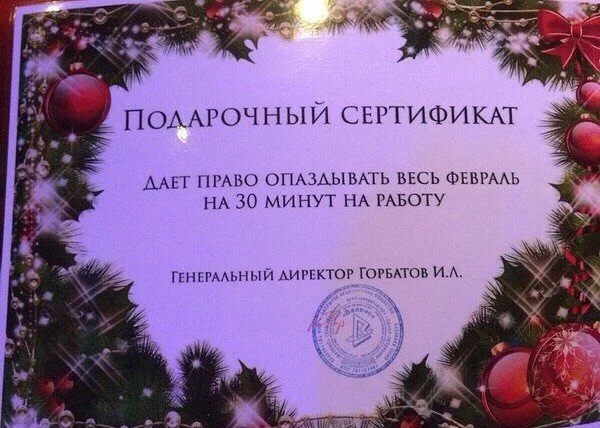 Подарочный сертификат
дает право опаздывать весь февраль
на 30 минут на работу
Генеральный директор Горбатов И.Л.